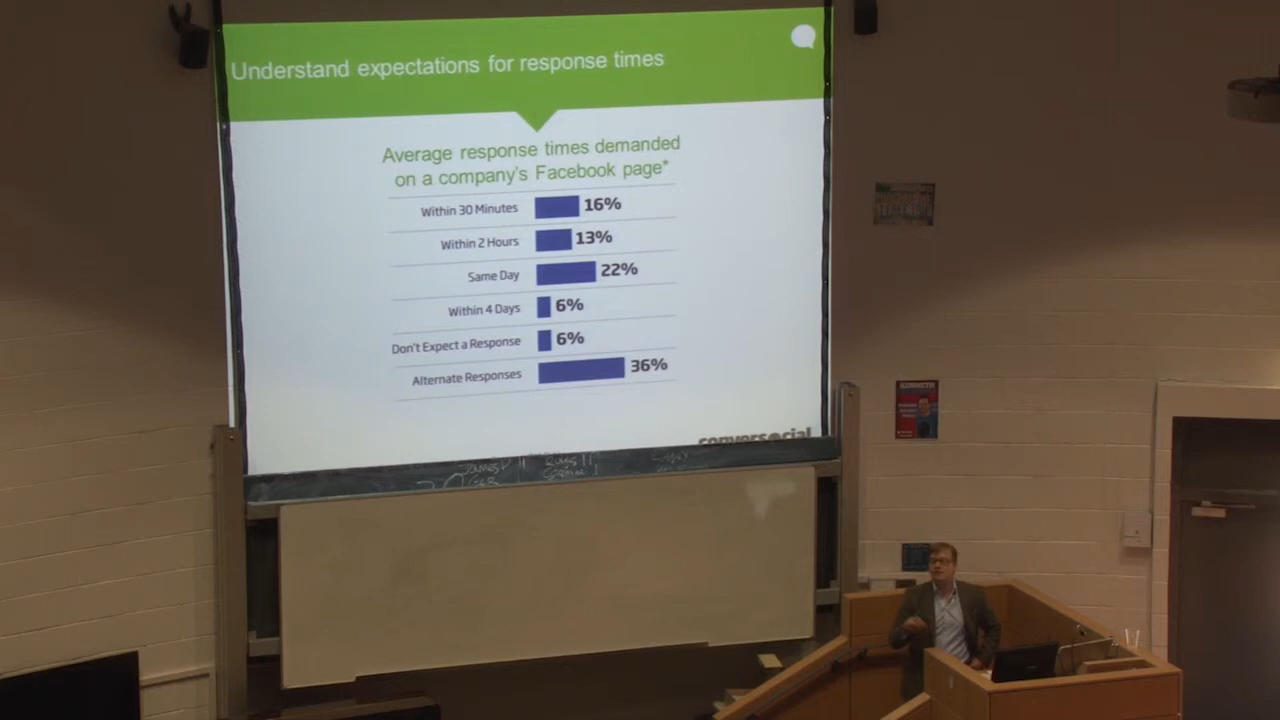 Understand expectations for response times
Average response times demanded
on a company's Facebook page*
Within 30 Minutes 16%
Within 2 Hours 13%
Same Day 22%
Within 4 Days 6%
Don't Expect a Response 6%
Alternate Responses 36%
conversocial
KENNETH